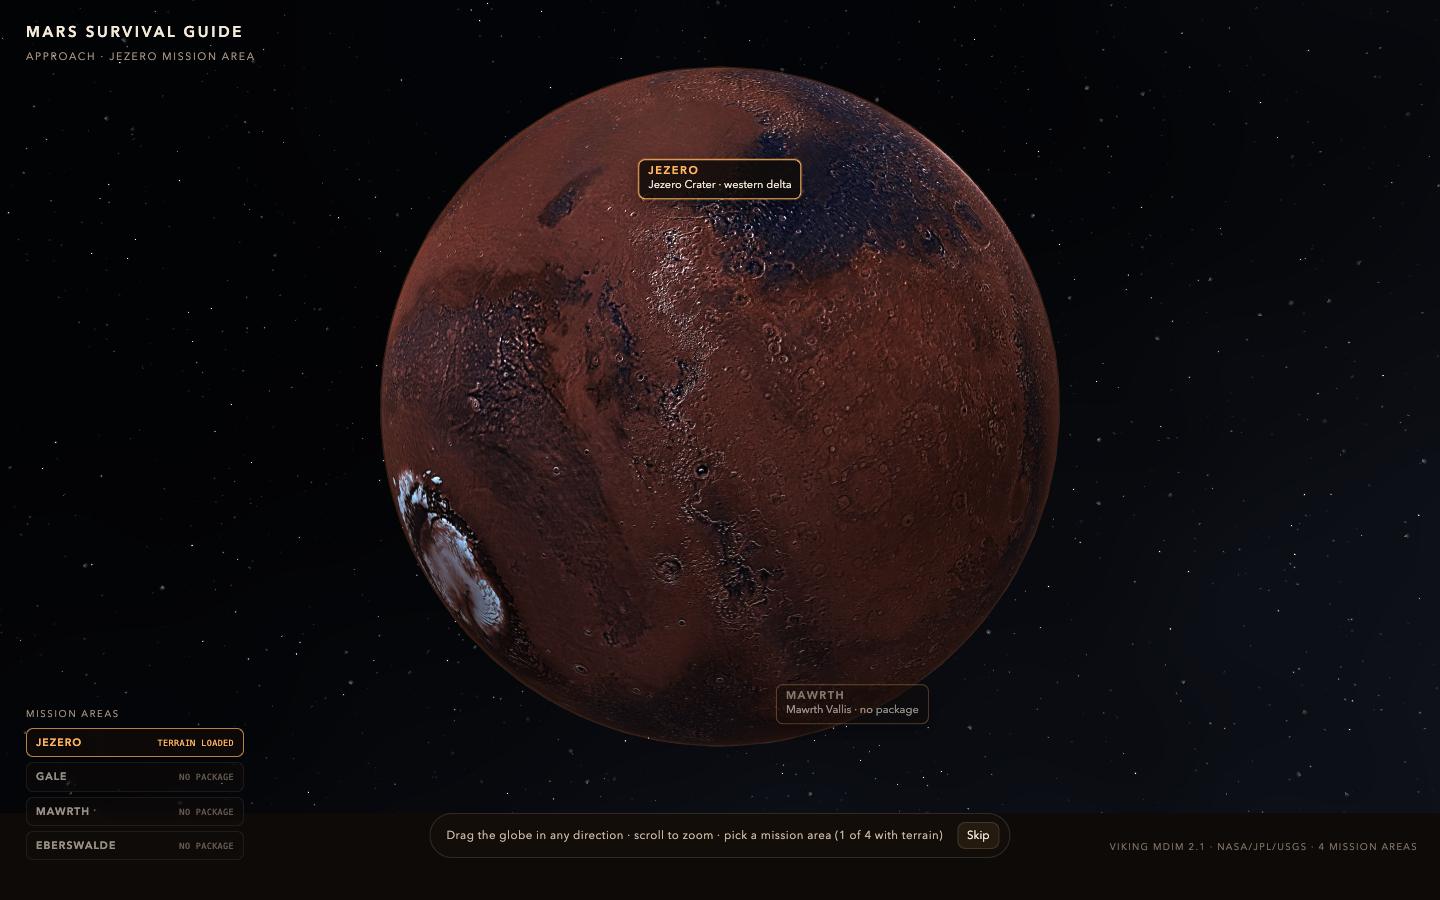 MARS SURVIVAL GUIDE
APPROACH · JEZERO MISSION AREA
JEZERO
Jezero Crater · western delta
MAWRTH
Mawrth Vallis · no package
MISSION AREAS
JEZERO TERRAIN LOADED
GALE NO PACKAGE
MAWRTH NO PACKAGE
EBERSWALDE NO PACKAGE
Drag the globe in any direction · scroll to zoom · pick a mission area (1 of 4 with terrain) Skip
VIKING MDIM 2.1 · NASA/JPL/USGS · 4 MISSION AREAS